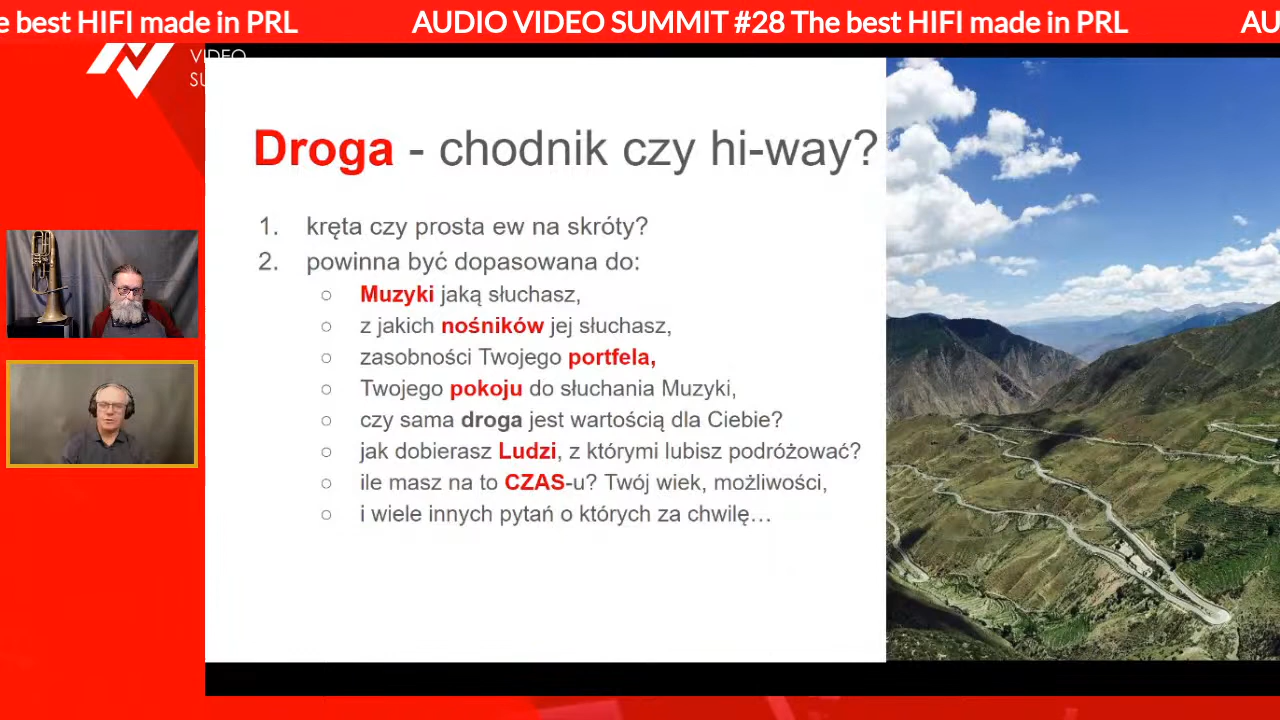 e best HIFI made in PRL AUDIO VIDEO SUMMIT #28 The best HIFI made in PRL AU
VIDEO
SU
Droga - chodnik czy hi-way?
1. kręta czy prosta ew na skróty?
2. powinna być dopasowana do:
○ Muzyki jaką słuchasz,
○ z jakich nośników jej słuchasz,
○ zasobności Twojego portfela,
○ Twojego pokoju do słuchania Muzyki,
○ czy sama droga jest wartością dla Ciebie?
○ jak dobierasz Ludzi, z którymi lubisz podróżować?
○ ile masz na to CZAS-u? Twój wiek, możliwości,
○ i wiele innych pytań o których za chwilę…